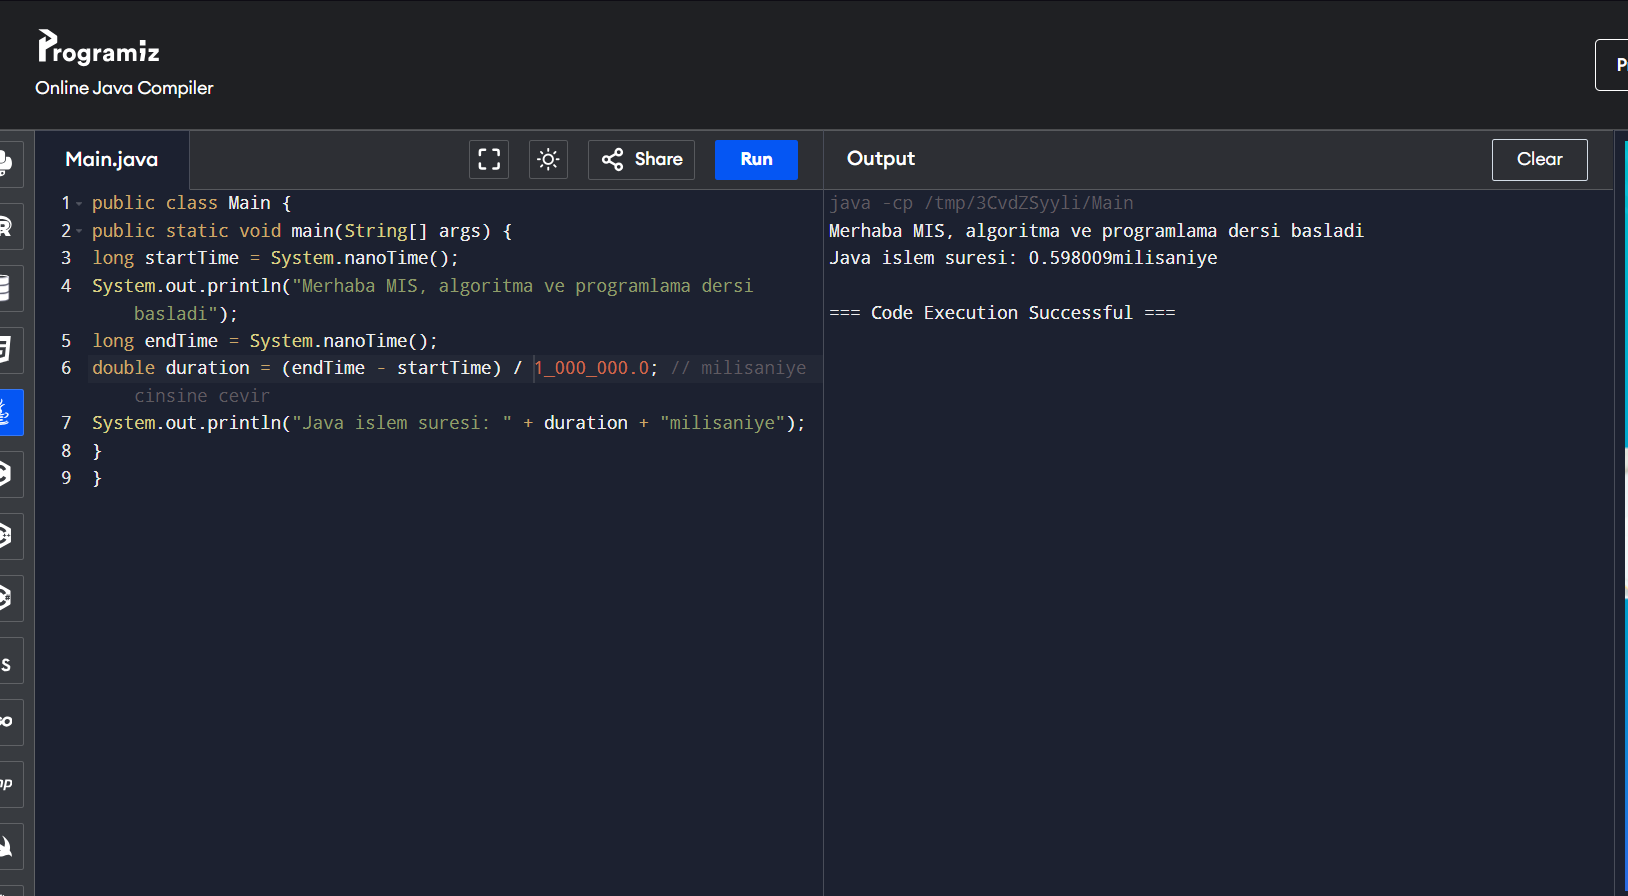 Programiz
Online Java Compiler
Main.java
Share
Run
Output
Clear
1 public class Main {
2 public static void main(String[] args) {
3 long startTime = System.nanoTime();
4 System.out.println("Merhaba MIS, algoritma ve programlama dersi
basladi");
5 long endTime = System.nanoTime();
6 double duration = (endTime - startTime) / 1_000_000.0; // milisaniye
cinsine cevir
7 System.out.println("Java islem suresi: " + duration + "milisaniye");
8 }
9 }
java -cp /tmp/3CvdZSyyli/Main
Merhaba MIS, algoritma ve programlama dersi basladi
Java islem suresi: 0.598009milisaniye
=== Code Execution Successful ===